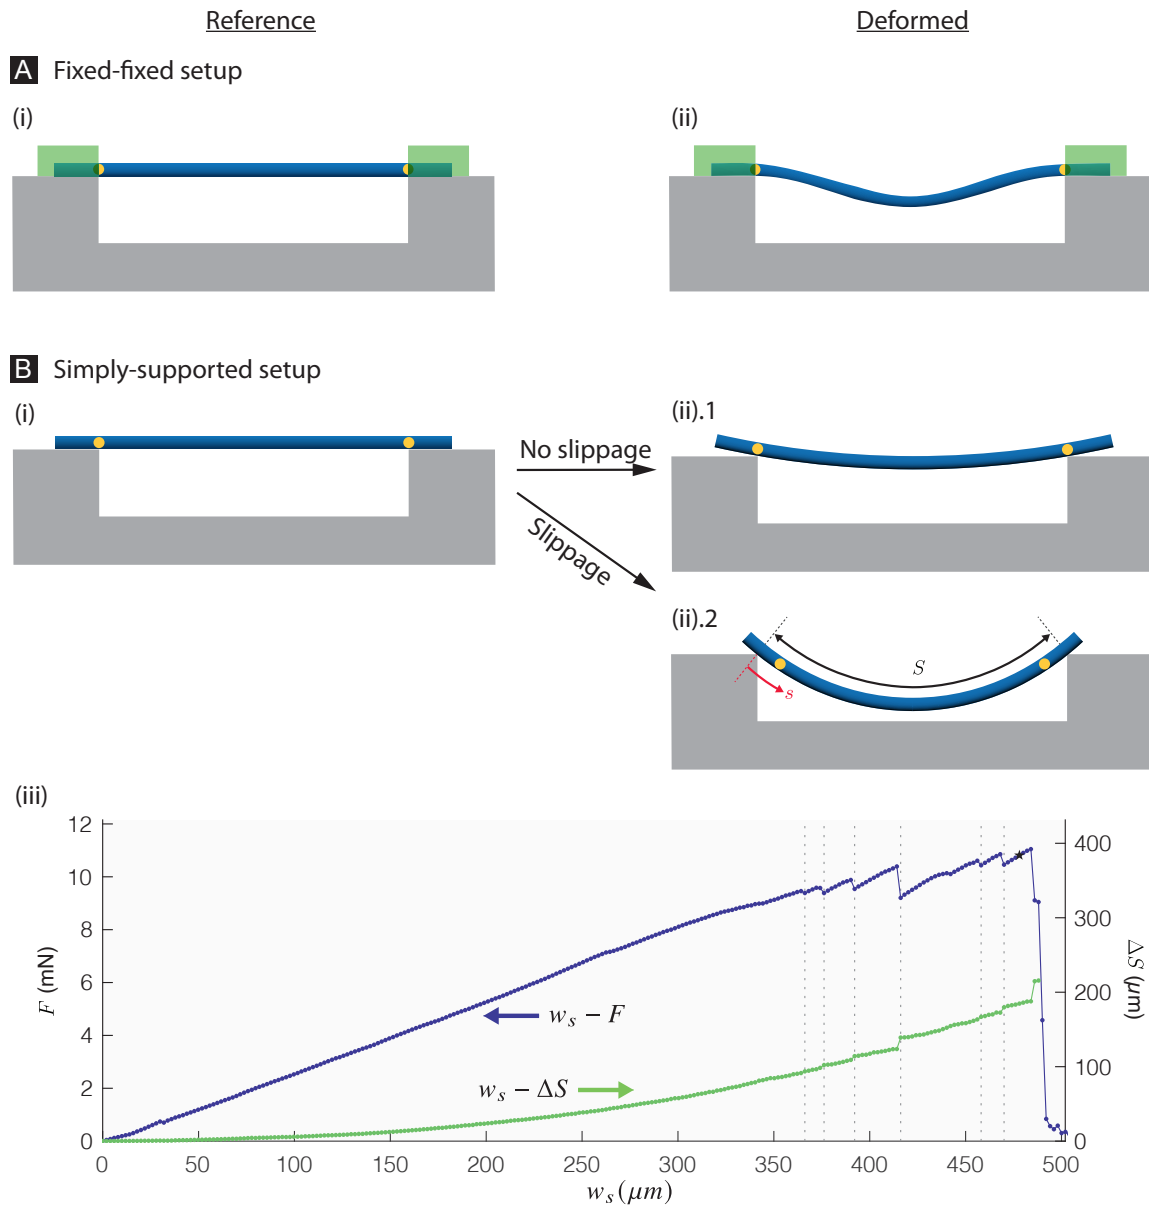 Reference
Deformed
A Fixed-fixed setup
(i)
(ii)
B Simply-supported setup
(i)
(ii).1
No slippage
Slippage
(ii).2
S
s
(iii)
12
10
8
6
4
2
0
F (mN)
400
300
200
100
0
ΔS (μm)
w_s − F
w_s − ΔS
0 50 100 150 200 250 300 350 400 450 500
w_s (μm)